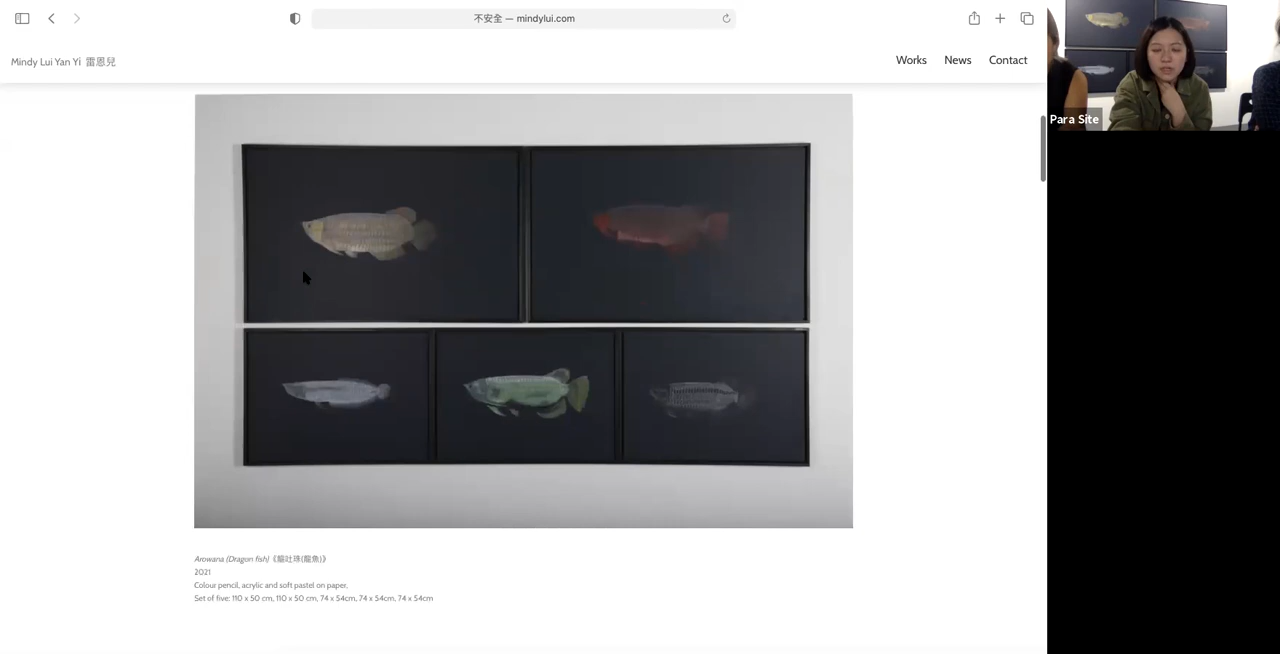 不安全 — mindylui.com
Mindy Lui Yan Yi 雷恩兒
Works News Contact
Para Site
Arowana (Dragon fish)《貓吐珠(龍魚)》
2021
Colour pencil, acrylic and soft pastel on paper,
Set of five: 110 x 50 cm, 110 x 50 cm, 74 x 54cm, 74 x 54cm, 74 x 54cm